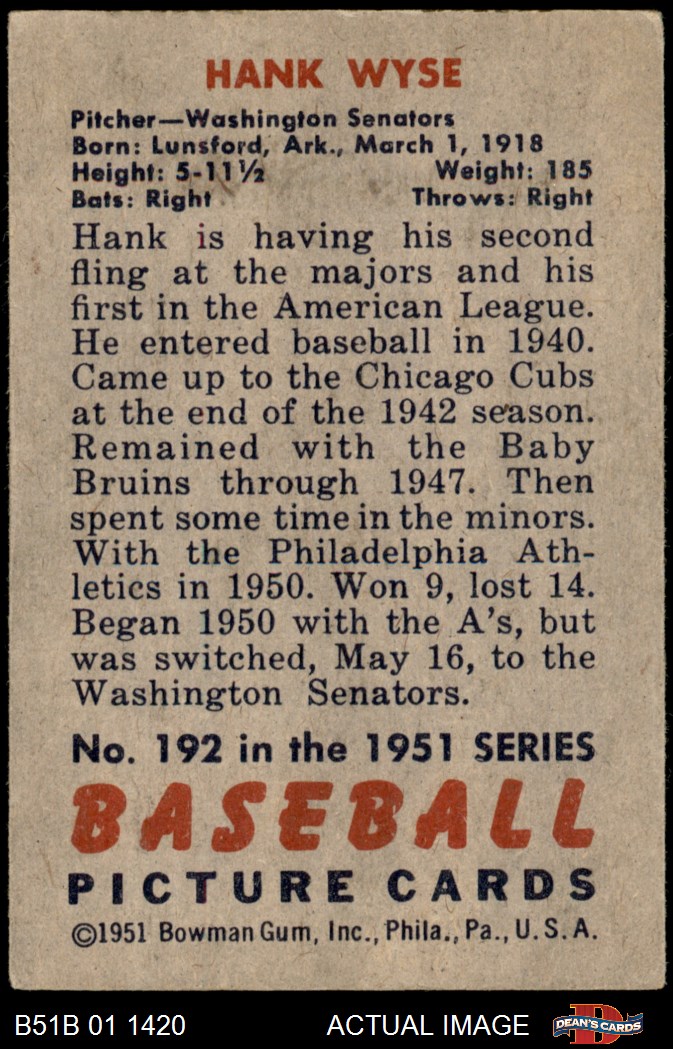 HANK WYSE
Pitcher—Washington Senators
Born: Lunsford, Ark., March 1, 1918
Height: 5-11½ Weight: 185
Bats: Right Throws: Right
Hank is having his second
fling at the majors and his
first in the American League.
He entered baseball in 1940.
Came up to the Chicago Cubs
at the end of the 1942 season.
Remained with the Baby
Bruins through 1947. Then
spent some time in the minors.
With the Philadelphia Ath-
letics in 1950. Won 9, lost 14.
Began 1950 with the A's, but
was switched, May 16, to the
Washington Senators.
No. 192 in the 1951 SERIES
BASEBALL
PICTURE CARDS
©1951 Bowman Gum, Inc., Phila., Pa., U.S.A.
B51B 01 1420 ACTUAL IMAGE
D
DEAN'S CARDS